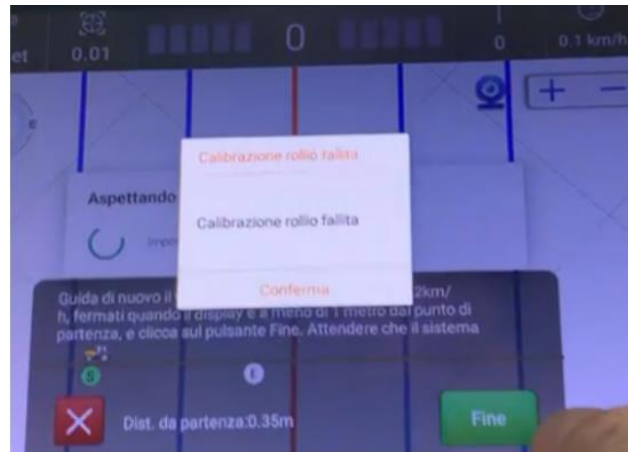 et
0.01
0
0
0.1 km/h
+ −
E
Calibrazione rollio fallita
Aspettando
Calibrazione rollio fallita
Conferma
Guida di nuovo il 2km/
h, fermati quando il display è a meno di 1 metro dal punto di
partenza, e clicca sul pulsante Fine. Attendere che il sistema
S
Dist. da partenza:0.35m
Fine